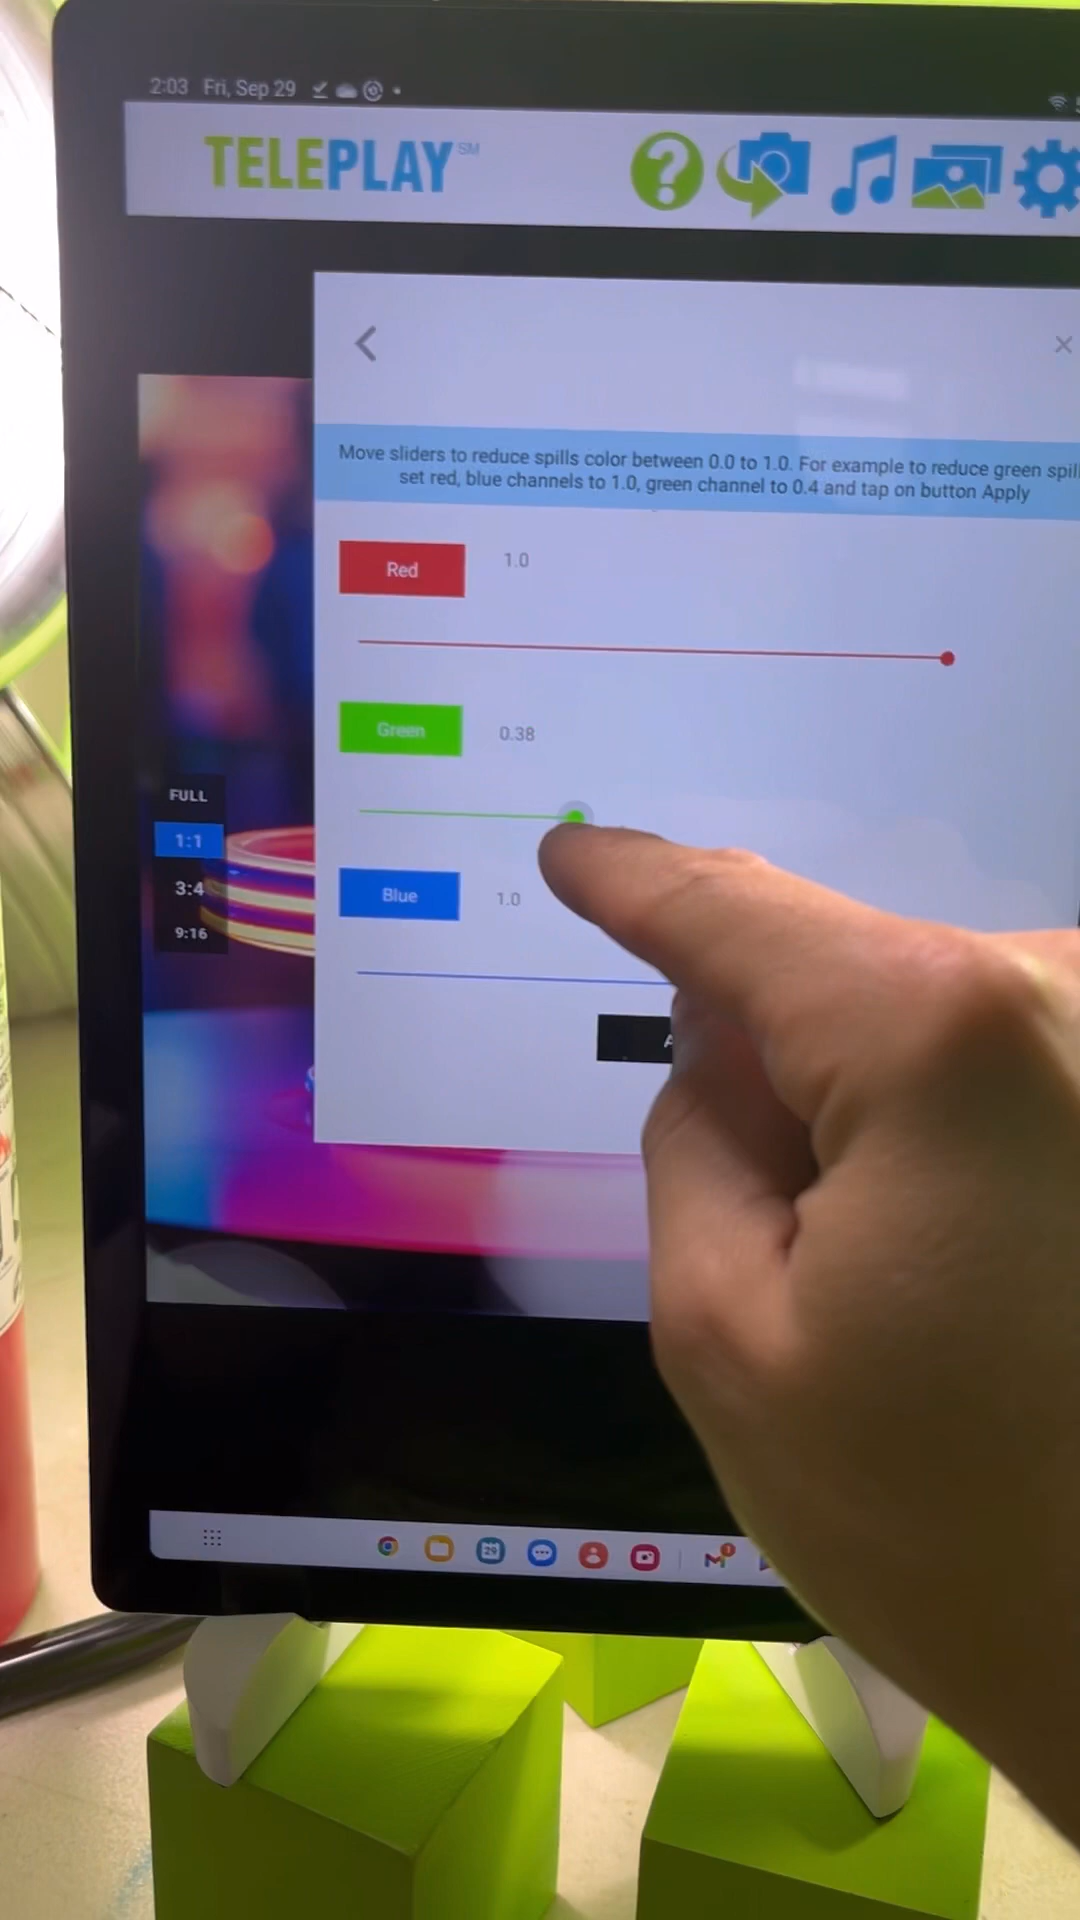 2:03 Fri, Sep 29
TELEPLAY SM
Move sliders to reduce spills color between 0.0 to 1.0. For example to reduce green spill
set red, blue channels to 1.0, green channel to 0.4 and tap on button Apply
Red 1.0
Green 0.38
FULL
1:1
3:4
9:16
Blue 1.0
29
1